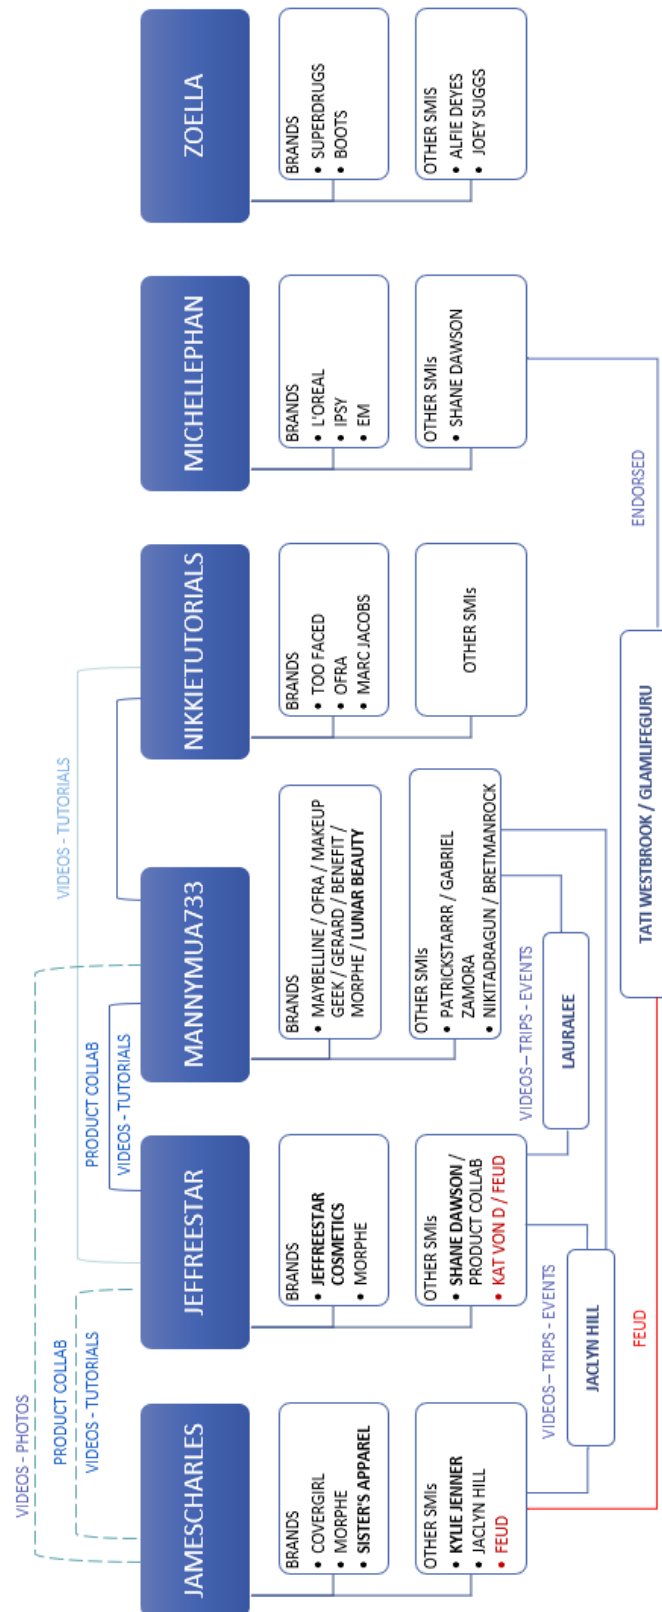 VIDEOS - PHOTOS
PRODUCT COLLAB
VIDEOS - TUTORIALS
PRODUCT COLLAB
VIDEOS - TUTORIALS
VIDEOS - TUTORIALS
JAMESCHARLES
JEFFREESTAR
MANNYMUA733
NIKKIETUTORIALS
MICHELLEPHAN
ZOELLA
BRANDS
• COVERGIRL
• MORPHE
• SISTER'S APPAREL
BRANDS
• JEFFREESTAR
COSMETICS
• MORPHE
BRANDS
• MAYBELLINE / OFRA / MAKEUP
GEEK / GERARD / BENEFIT /
MORPHE / LUNAR BEAUTY
BRANDS
• TOO FACED
• OFRA
• MARC JACOBS
BRANDS
• L'OREAL
• IPSY
• EM
BRANDS
• SUPERDRUGS
• BOOTS
OTHER SMIs
• KYLIE JENNER
• JACLYN HILL
• FEUD
OTHER SMIs
• SHANE DAWSON /
PRODUCT COLLAB
• KAT VON D / FEUD
OTHER SMIs
• PATRICKSTARRR / GABRIEL
ZAMORA
• NIKITADRAGUN / BRETMANROCK
OTHER SMIs
OTHER SMIs
• SHANE DAWSON
OTHER SMIs
• ALFIE DEYES
• JOEY SUGGS
VIDEOS – TRIPS - EVENTS
JACLYN HILL
VIDEOS – TRIPS - EVENTS
LAURALEE
FEUD
ENDORSED
TATI WESTBROOK / GLAMLIFEGURU